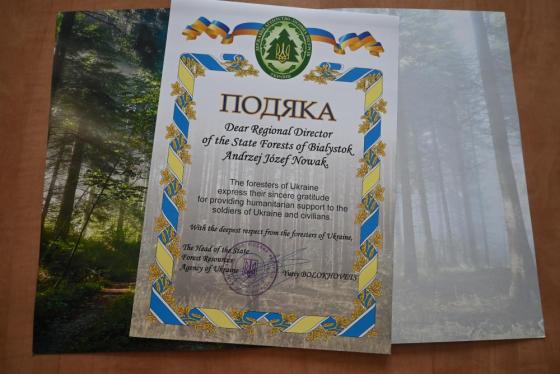 ПОДЯКА
Dear Regional Director
of the State Forests of Bialystok
Andrzej Józef Nowak,
The foresters of Ukraine
express their sincere gratitude
for providing humanitarian support to the
soldiers of Ukraine and civilians.
With the deepest respect from the foresters of Ukraine,
The Head of the State
Forest Resources
Agency of Ukraine
Yuriy BOLOKHOVETS